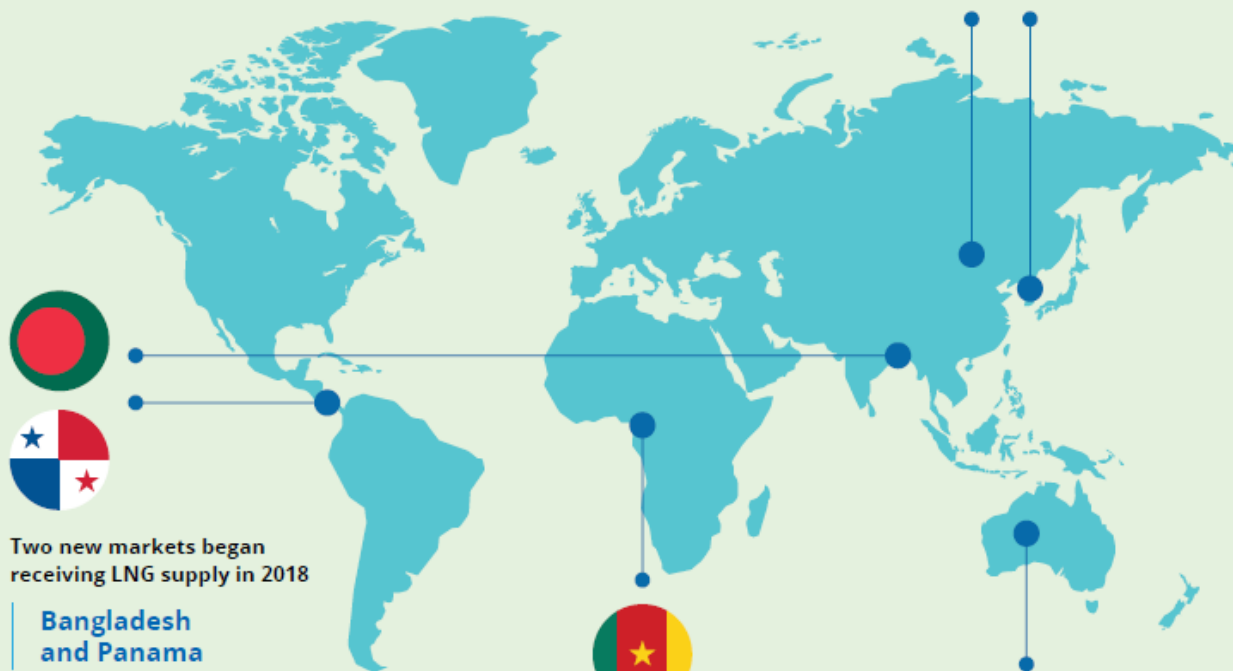 Two new markets began
receiving LNG supply in 2018
Bangladesh
and Panama